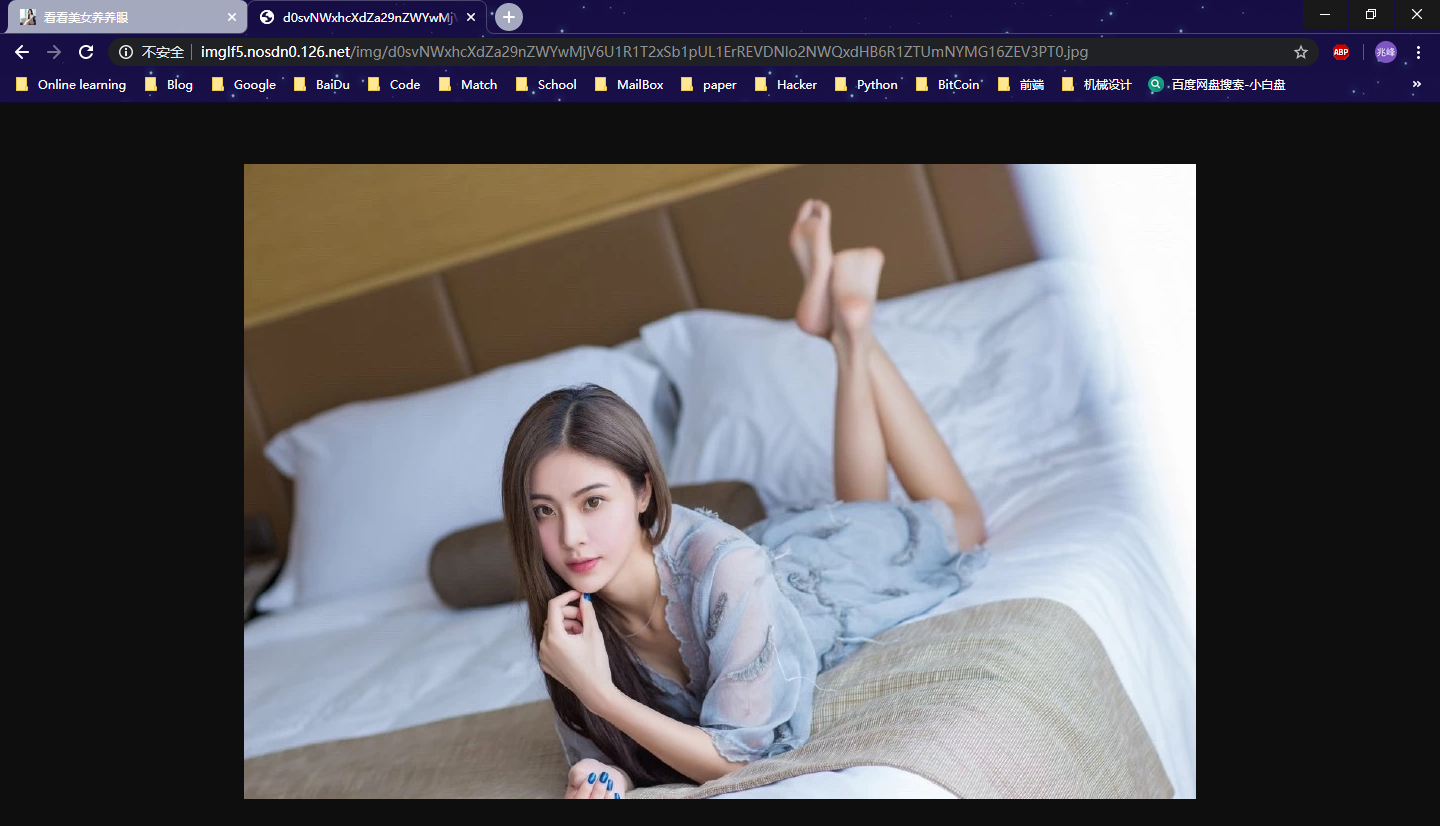 看看美女养养眼
d0svNWxhcXdZa29nZWYwMjV
不安全 imglf5.nosdn0.126.net/img/d0svNWxhcXdZa29nZWYwMjV6U1R1T2xSb1pUL1ErREVDNlo2NWQxdHB6R1ZTUmNYMG16ZEV3PT0.jpg
ABP
兆峰
Online learning Blog Google BaiDu Code Match School MailBox paper Hacker Python BitCoin 前端 机械设计 百度网盘搜索-小白盘